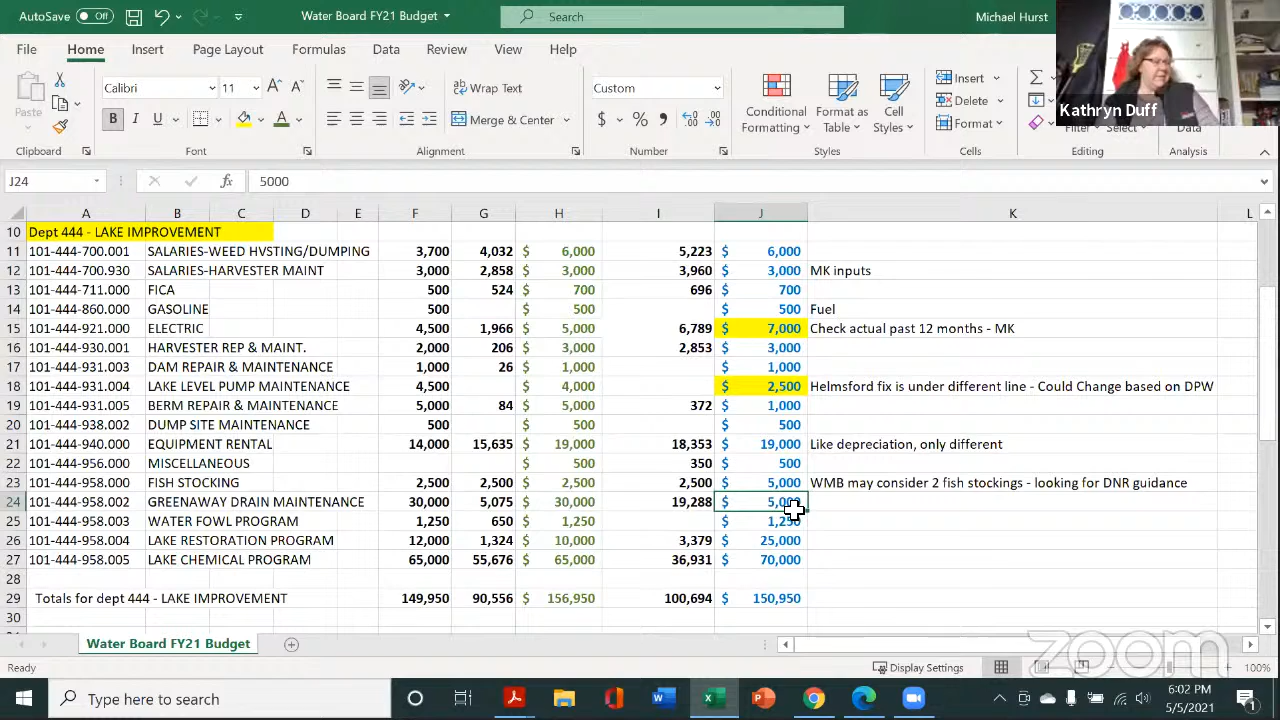 AutoSave Off Water Board FY21 Budget Search Michael Hurst
File Home Insert Page Layout Formulas Data Review View Help
Calibri 11 Wrap Text Custom Insert
Paste Conditional Formatting Format as Table Cell Styles Delete
B I U Merge & Center $ % Format Filter Select Data
Clipboard Font Alignment Number Styles Cells Editing Analysis
Kathryn Duff
J24 fx 5000
A B C D E F G H I J K L
10 Dept 444 - LAKE IMPROVEMENT
11 101-444-700.001 SALARIES-WEED HVSTING/DUMPING 3,700 4,032 $ 6,000 5,223 $ 6,000
12 101-444-700.930 SALARIES-HARVESTER MAINT 3,000 2,858 $ 3,000 3,960 $ 3,000 MK inputs
13 101-444-711.000 FICA 500 524 $ 700 696 $ 700
14 101-444-860.000 GASOLINE 500 $ 500 $ 500 Fuel
15 101-444-921.000 ELECTRIC 4,500 1,966 $ 5,000 6,789 $ 7,000 Check actual past 12 months - MK
16 101-444-930.001 HARVESTER REP & MAINT. 2,000 206 $ 3,000 2,853 $ 3,000
17 101-444-931.003 DAM REPAIR & MAINTENANCE 1,000 26 $ 1,000 $ 1,000
18 101-444-931.004 LAKE LEVEL PUMP MAINTENANCE 4,500 $ 4,000 $ 2,500 Helmsford fix is under different line - Could Change based on DPW
19 101-444-931.005 BERM REPAIR & MAINTENANCE 5,000 84 $ 5,000 372 $ 1,000
20 101-444-938.002 DUMP SITE MAINTENANCE 500 $ 500 $ 500
21 101-444-940.000 EQUIPMENT RENTAL 14,000 15,635 $ 19,000 18,353 $ 19,000 Like depreciation, only different
22 101-444-956.000 MISCELLANEOUS $ 500 350 $ 500
23 101-444-958.000 FISH STOCKING 2,500 2,500 $ 2,500 2,500 $ 5,000 WMB may consider 2 fish stockings - looking for DNR guidance
24 101-444-958.002 GREENAWAY DRAIN MAINTENANCE 30,000 5,075 $ 30,000 19,288 $ 5,000
25 101-444-958.003 WATER FOWL PROGRAM 1,250 650 $ 1,250 $ 1,250
26 101-444-958.004 LAKE RESTORATION PROGRAM 12,000 1,324 $ 10,000 3,379 $ 25,000
27 101-444-958.005 LAKE CHEMICAL PROGRAM 65,000 55,676 $ 65,000 36,931 $ 70,000
28
29 Totals for dept 444 - LAKE IMPROVEMENT 149,950 90,556 $ 156,950 100,694 $ 150,950
30
Water Board FY21 Budget
zoom
Ready Display Settings 100%
Type here to search 6:02 PM
5/5/2021 1